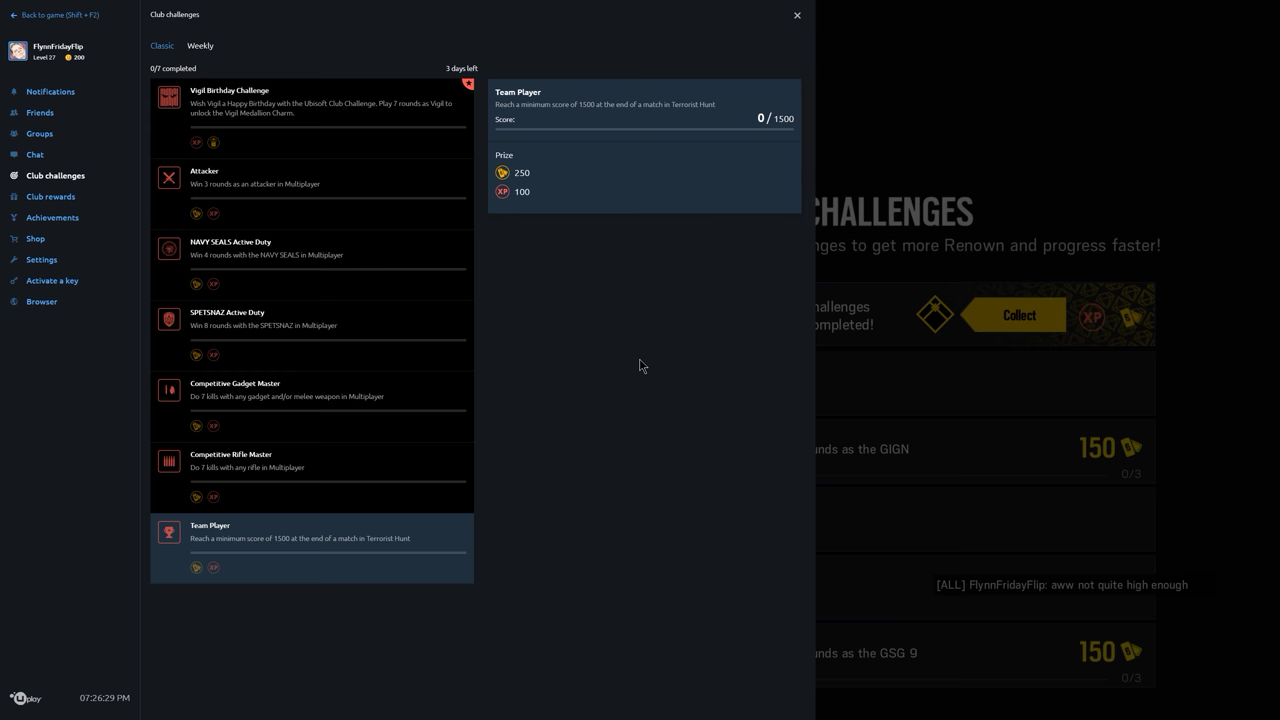 Back to game (Shift + F2)
FlynnFridayFlip
Level 27
200
Notifications
Friends
Groups
Chat
Club challenges
Club rewards
Achievements
Shop
Settings
Activate a key
Browser
uplay
07:26:29 PM
Club challenges
Classic
Weekly
0/7 completed
3 days left
Vigil Birthday Challenge
Wish Vigil a Happy Birthday with the Ubisoft Club Challenge. Play 7 rounds as Vigil to
unlock the Vigil Medallion Charm.
XP
Attacker
Win 3 rounds as an attacker in Multiplayer
XP
NAVY SEALS Active Duty
Win 4 rounds with the NAVY SEALS in Multiplayer
XP
SPETSNAZ Active Duty
Win 8 rounds with the SPETSNAZ in Multiplayer
XP
Competitive Gadget Master
Do 7 kills with any gadget and/or melee weapon in Multiplayer
XP
Competitive Rifle Master
Do 7 kills with any rifle in Multiplayer
XP
Team Player
Reach a minimum score of 1500 at the end of a match in Terrorist Hunt
XP
Team Player
Reach a minimum score of 1500 at the end of a match in Terrorist Hunt
Score:
0 / 1500
Prize
250
XP 100
CHALLENGES
nges to get more Renown and progress faster!
hallenges
ompleted!
Collect
XP
unds as the GIGN
150
0/3
[ALL] FlynnFridayFlip: aww not quite high enough
unds as the GSG 9
150
0/3